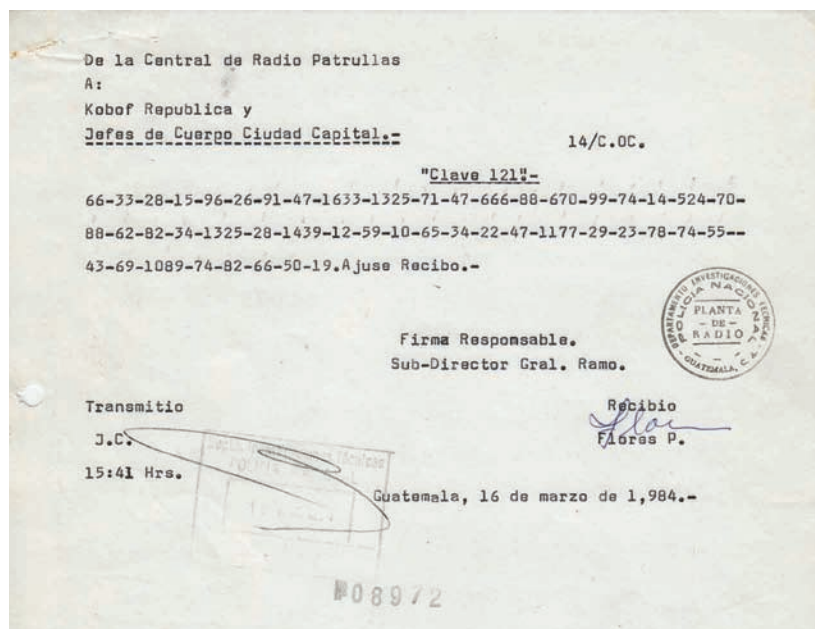 De la Central de Radio Patrullas
A:
Kobof Republica y
Jefes de Cuerpo Ciudad Capital.-
14/C.OC.
"Clave 121".-
66-33-28-15-96-26-91-47-1633-1325-71-47-666-88-670-99-74-14-524-70-
88-62-82-34-1325-28-1439-12-59-10-65-34-22-47-1177-29-23-78-74-55--
43-69-1089-74-82-66-50-19.Ajuse Recibo.-
DEPARTAMENTO INVESTIGACIONES TECNICAS
POLICIA NACIONAL
PLANTA
- DE -
RADIO
GUATEMALA, C. A.
Firma Responsable.
Sub-Director Gral. Ramo.
Transmitio
Recibio
J.C.
Flores P.
15:41 Hrs.
Técnicas
Guatemala, 16 de marzo de 1,984.-
08972